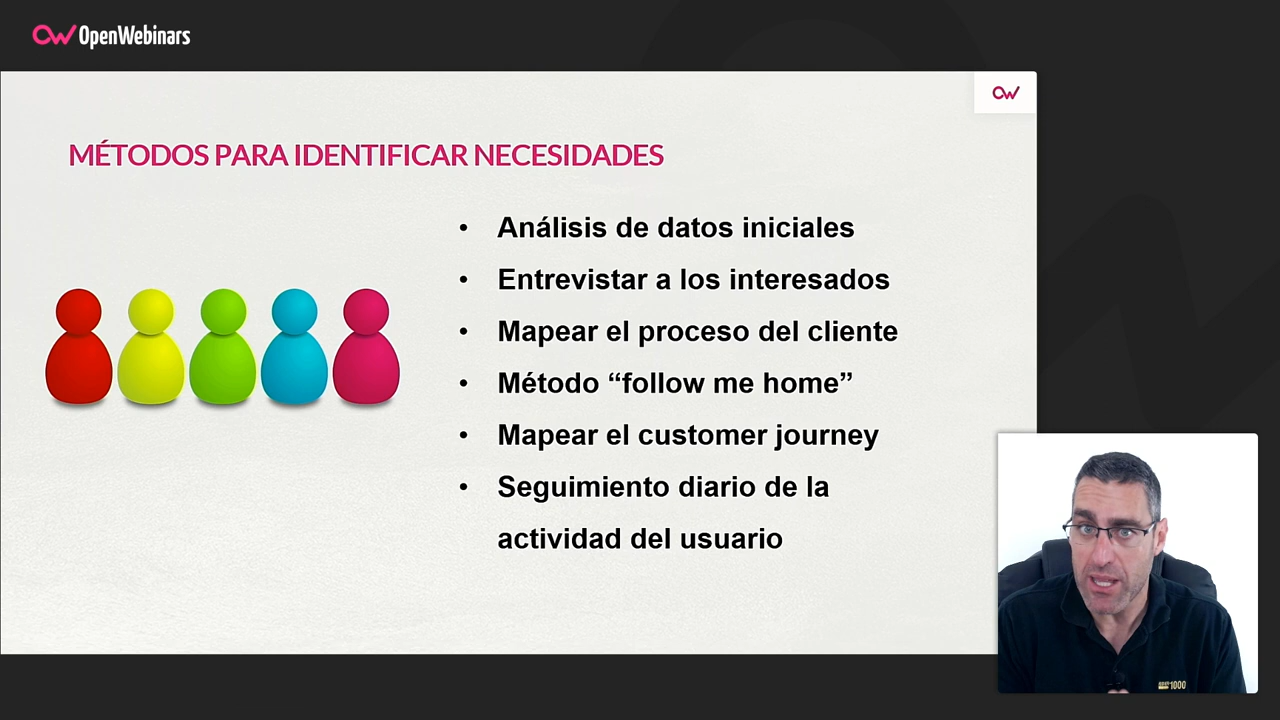 OpenWebinars
MÉTODOS PARA IDENTIFICAR NECESIDADES
• Análisis de datos iniciales
• Entrevistar a los interesados
• Mapear el proceso del cliente
• Método “follow me home”
• Mapear el customer journey
• Seguimiento diario de la
actividad del usuario
1000